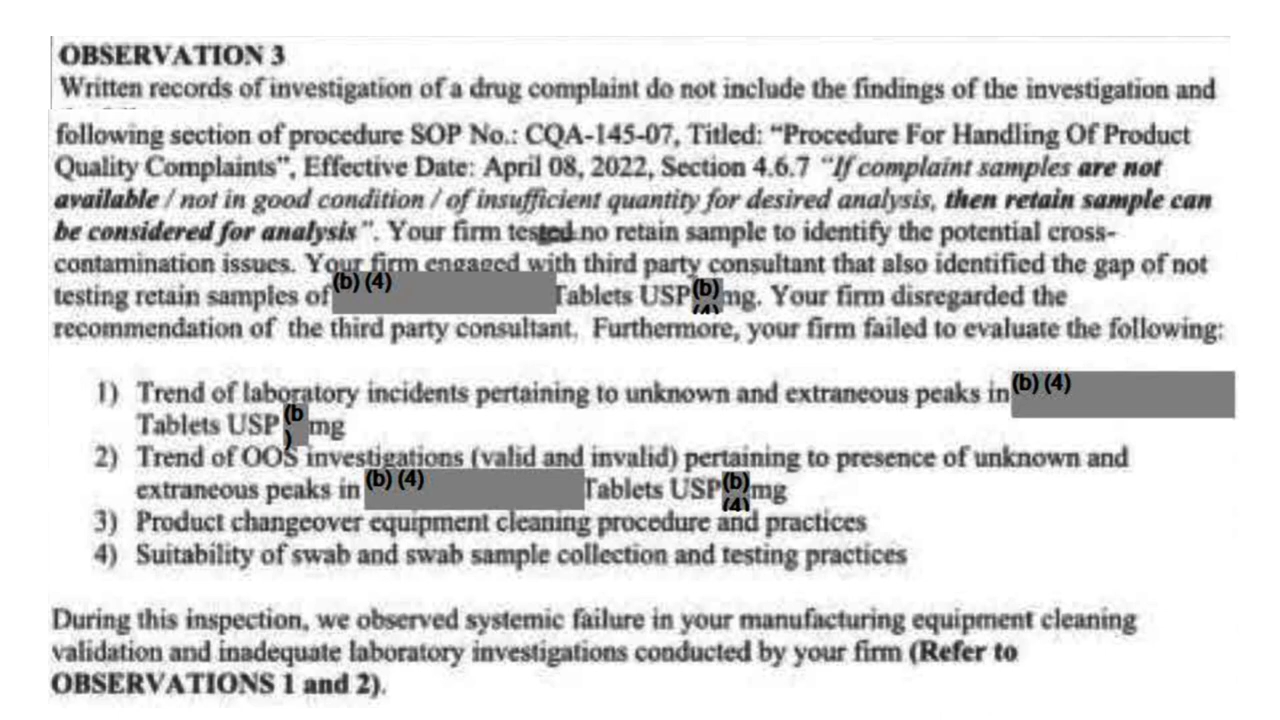 OBSERVATION 3
Written records of investigation of a drug complaint do not include the findings of the investigation and
following section of procedure SOP No.: CQA-145-07, Titled: “Procedure For Handling Of Product
Quality Complaints”, Effective Date: April 08, 2022, Section 4.6.7 “If complaint samples are not
available / not in good condition / of insufficient quantity for desired analysis, then retain sample can
be considered for analysis”. Your firm tested no retain sample to identify the potential cross-
contamination issues. Your firm engaged with third party consultant that also identified the gap of not
testing retain samples of (b) (4) Tablets USP (b) (4) mg. Your firm disregarded the
recommendation of the third party consultant. Furthermore, your firm failed to evaluate the following:
1) Trend of laboratory incidents pertaining to unknown and extraneous peaks in (b) (4)
Tablets USP (b) mg
2) Trend of OOS investigations (valid and invalid) pertaining to presence of unknown and
extraneous peaks in (b) (4) Tablets USP (b) (4) mg
3) Product changeover equipment cleaning procedure and practices
4) Suitability of swab and swab sample collection and testing practices
During this inspection, we observed systemic failure in your manufacturing equipment cleaning
validation and inadequate laboratory investigations conducted by your firm (Refer to
OBSERVATIONS 1 and 2).